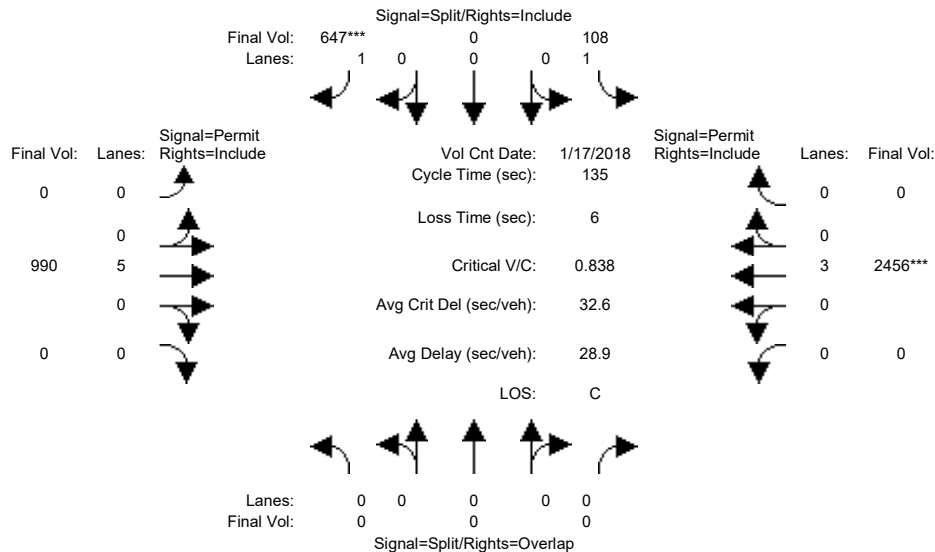 Signal=Split/Rights=Include
Final Vol: 647*** 0 108
Lanes: 1 0 0 0 1
Signal=Permit Signal=Permit
Final Vol: Lanes: Rights=Include Vol Cnt Date: 1/17/2018 Rights=Include Lanes: Final Vol:
Cycle Time (sec): 135
0 0 0 0
Loss Time (sec): 6
0 0
990 5 Critical V/C: 0.838 3 2456***
0 Avg Crit Del (sec/veh): 32.6 0
0 0 Avg Delay (sec/veh): 28.9 0 0
LOS: C
Lanes: 0 0 0 0 0
Final Vol: 0 0 0
Signal=Split/Rights=Overlap